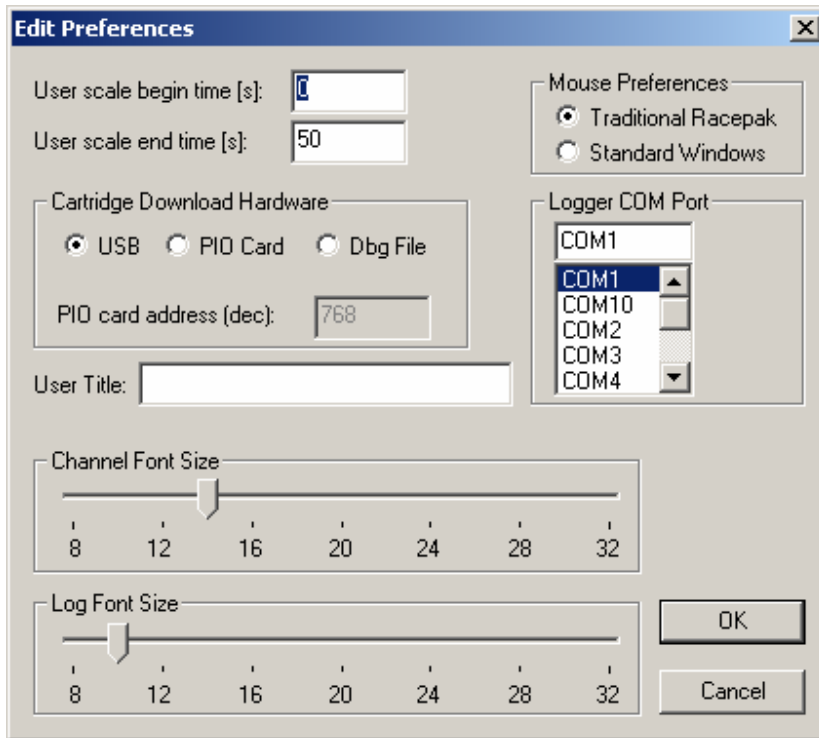 Edit Preferences
User scale begin time [s]: 0
User scale end time [s]: 50
Mouse Preferences
Traditional Racepak
Standard Windows
Cartridge Download Hardware
USB PIO Card Dbg File
PIO card address (dec): 768
Logger COM Port
COM1
COM1
COM10
COM2
COM3
COM4
User Title:
Channel Font Size
8 12 16 20 24 28 32
Log Font Size
8 12 16 20 24 28 32
OK
Cancel